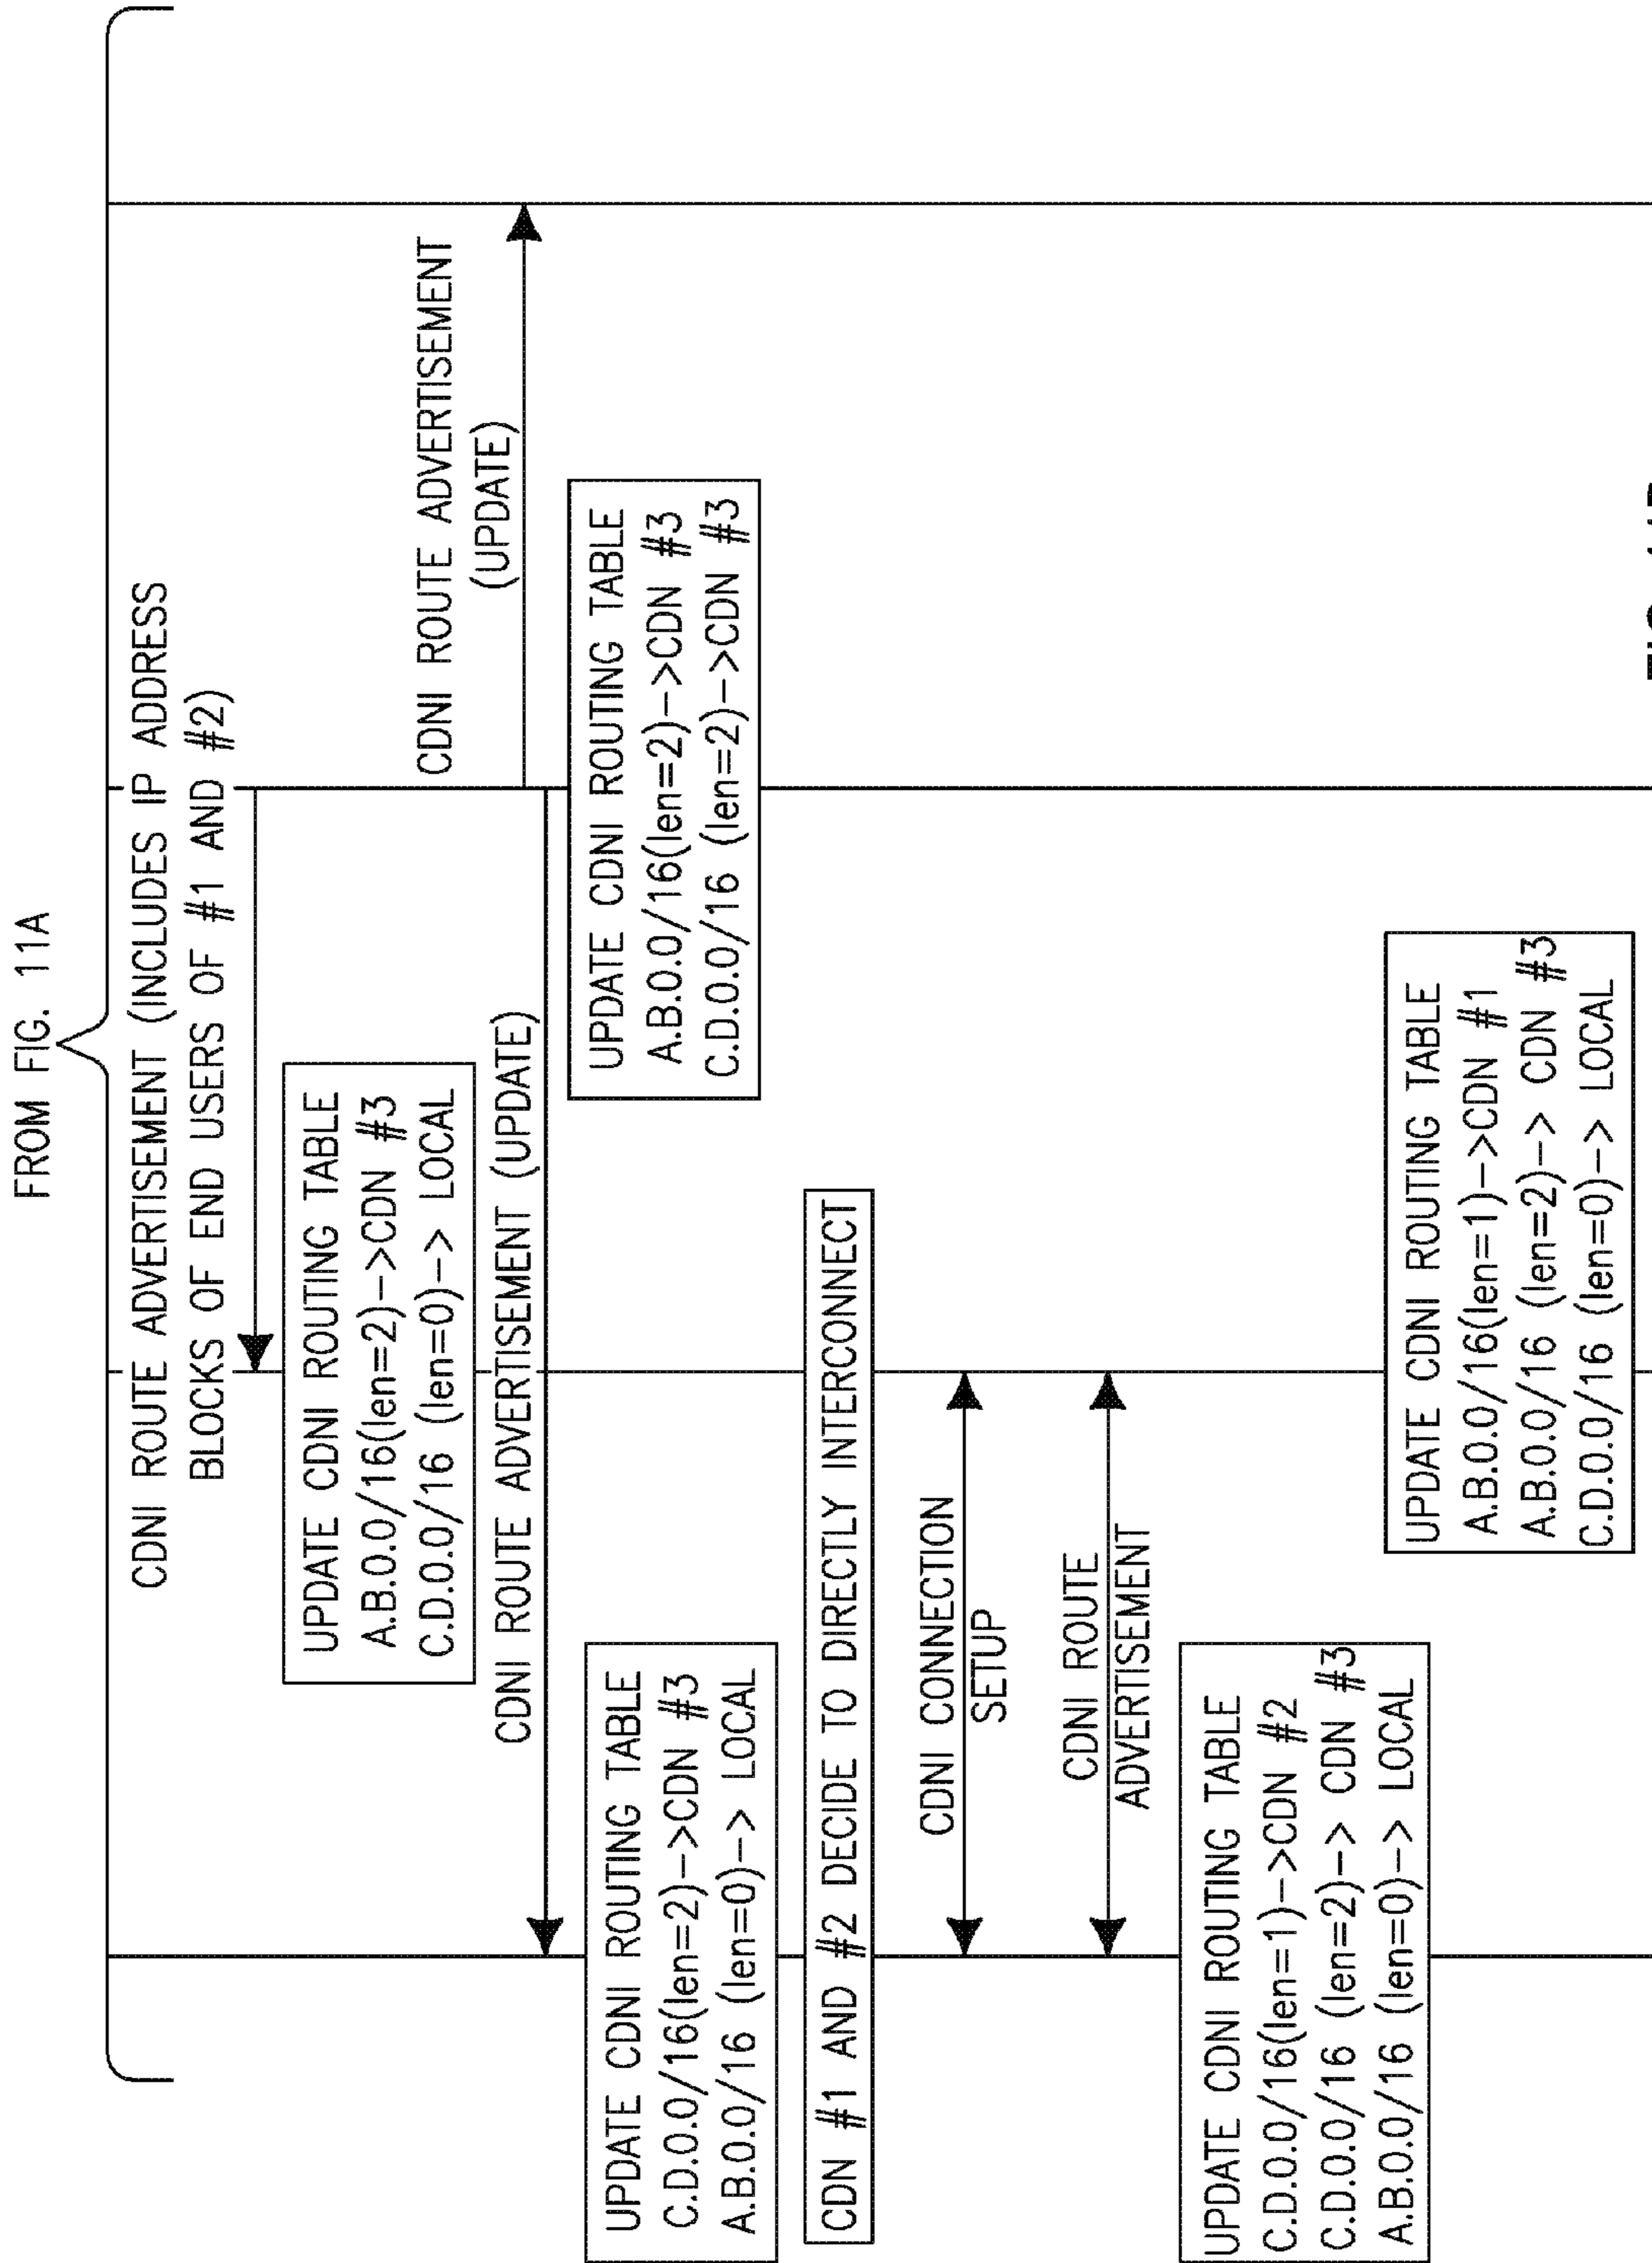 FROM FIG. 11A
CDNI ROUTE ADVERTISEMENT (INCLUDES IP ADDRESS
BLOCKS OF END USERS OF #1 AND #2)
UPDATE CDNI ROUTING TABLE
A.B.0.0/16(len=2)-->CDN #3
C.D.0.0/16 (len=0)--> LOCAL
CDNI ROUTE ADVERTISEMENT
(UPDATE)
CDNI ROUTE ADVERTISEMENT (UPDATE)
UPDATE CDNI ROUTING TABLE
C.D.0.0/16(len=2)-->CDN #3
A.B.0.0/16 (len=0)--> LOCAL
UPDATE CDNI ROUTING TABLE
A.B.0.0/16(len=2)-->CDN #3
C.D.0.0/16 (len=2)-->CDN #3
CDN #1 AND #2 DECIDE TO DIRECTLY INTERCONNECT
CDNI CONNECTION
SETUP
CDNI ROUTE
ADVERTISEMENT
UPDATE CDNI ROUTING TABLE
C.D.0.0/16(len=1)-->CDN #2
C.D.0.0/16 (len=2)--> CDN #3
A.B.0.0/16 (len=0)--> LOCAL
UPDATE CDNI ROUTING TABLE
A.B.0.0/16(len=1)-->CDN #1
A.B.0.0/16 (len=2)--> CDN #3
C.D.0.0/16 (len=0)--> LOCAL